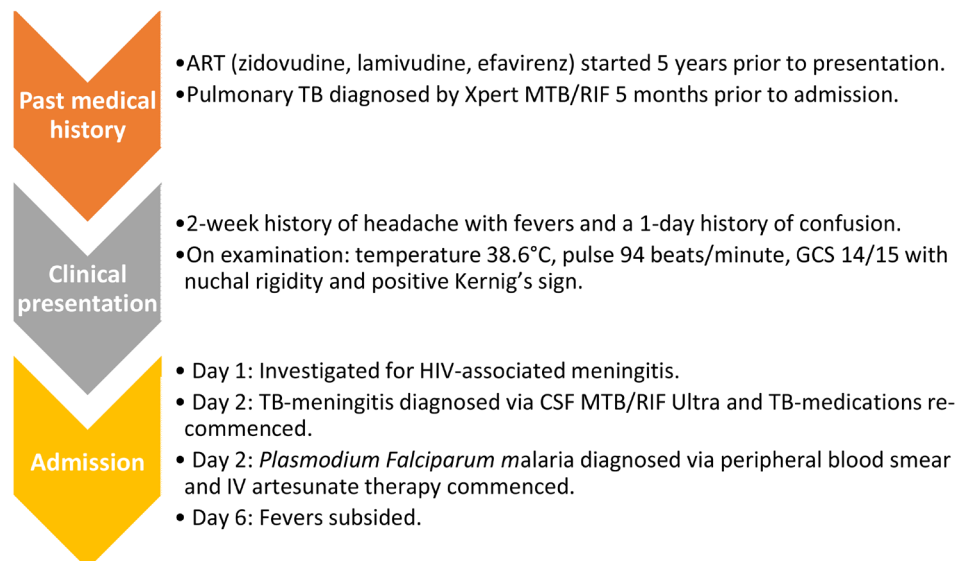 Past medical
history
•ART (zidovudine, lamivudine, efavirenz) started 5 years prior to presentation.
•Pulmonary TB diagnosed by Xpert MTB/RIF 5 months prior to admission.
Clinical
presentation
•2-week history of headache with fevers and a 1-day history of confusion.
•On examination: temperature 38.6°C, pulse 94 beats/minute, GCS 14/15 with
nuchal rigidity and positive Kernig’s sign.
Admission
• Day 1: Investigated for HIV-associated meningitis.
• Day 2: TB-meningitis diagnosed via CSF MTB/RIF Ultra and TB-medications re-
commenced.
• Day 2: Plasmodium Falciparum malaria diagnosed via peripheral blood smear
and IV artesunate therapy commenced.
• Day 6: Fevers subsided.